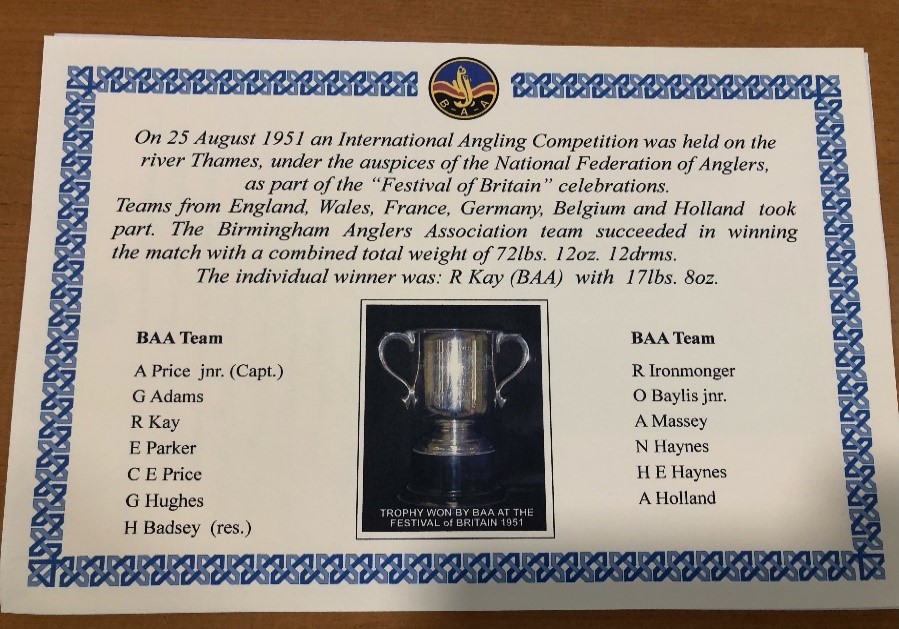 B-A-A
On 25 August 1951 an International Angling Competition was held on the
river Thames, under the auspices of the National Federation of Anglers,
as part of the “Festival of Britain” celebrations.
Teams from England, Wales, France, Germany, Belgium and Holland took
part. The Birmingham Anglers Association team succeeded in winning
the match with a combined total weight of 72lbs. 12oz. 12drms.
The individual winner was: R Kay (BAA) with 17lbs. 8oz.
BAA Team
A Price jnr. (Capt.)
G Adams
R Kay
E Parker
C E Price
G Hughes
H Badsey (res.)
TROPHY WON BY BAA AT THE
FESTIVAL of BRITAIN 1951
BAA Team
R Ironmonger
O Baylis jnr.
A Massey
N Haynes
H E Haynes
A Holland